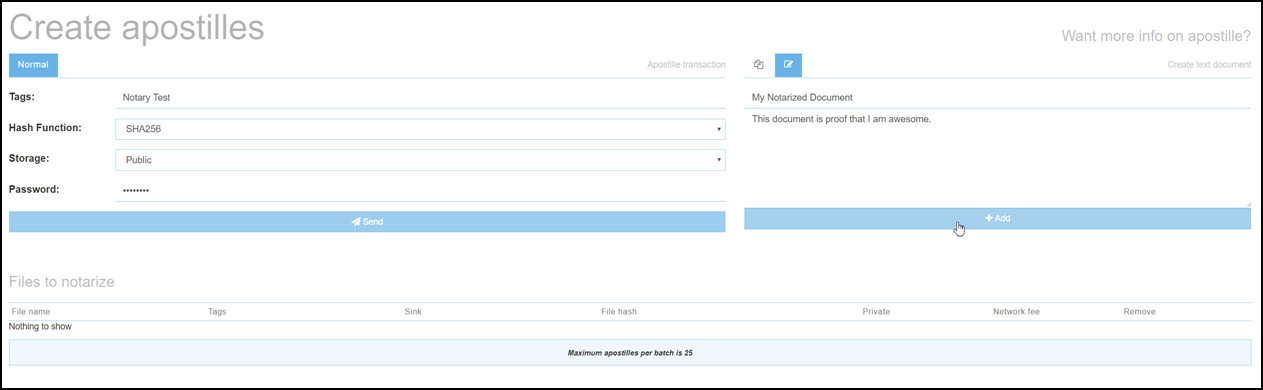 Create apostilles
Want more info on apostille?
Normal
Apostille transaction
Create text document
Tags:
Notary Test
My Notarized Document
Hash Function:
SHA256
This document is proof that I am awesome.
Storage:
Public
Password:
••••••••
Send
Add
Files to notarize
File name Tags Sink File hash Private Network fee Remove
Nothing to show
Maximum apostilles per batch is 25